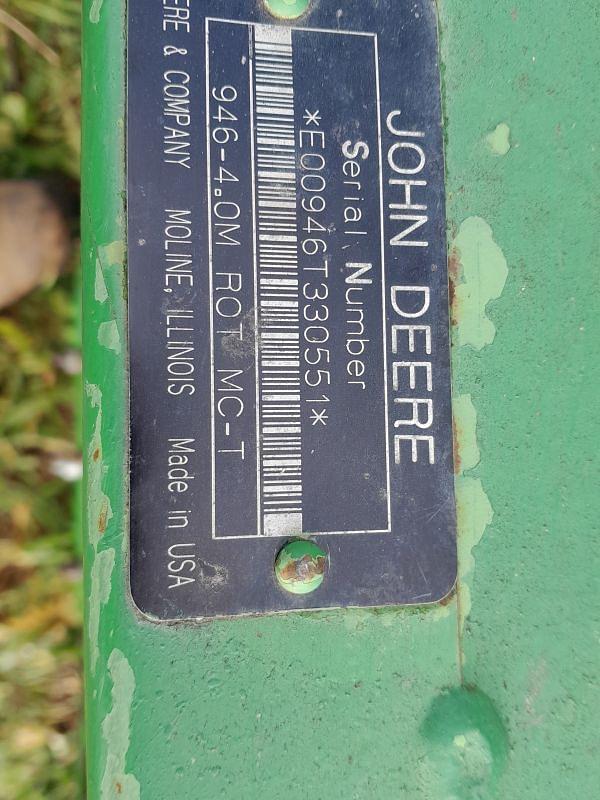 JOHN DEERE
Serial Number
*E00946T330551*
946-4.0M ROT MC-T
ERE & COMPANY MOLINE, ILLINOIS Made in USA